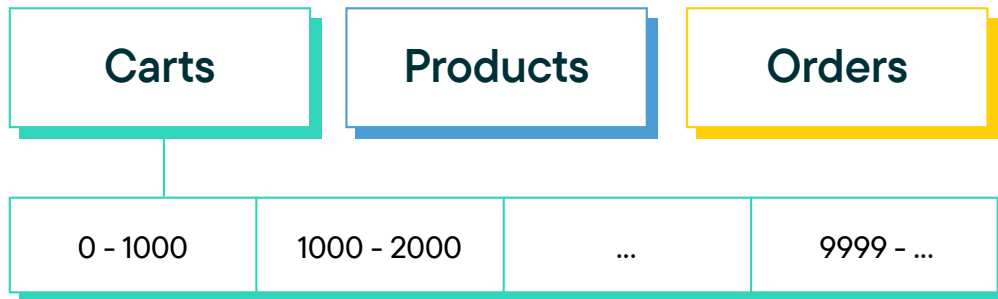 Carts
Products
Orders
0 - 1000
1000 - 2000
...
9999 - ...